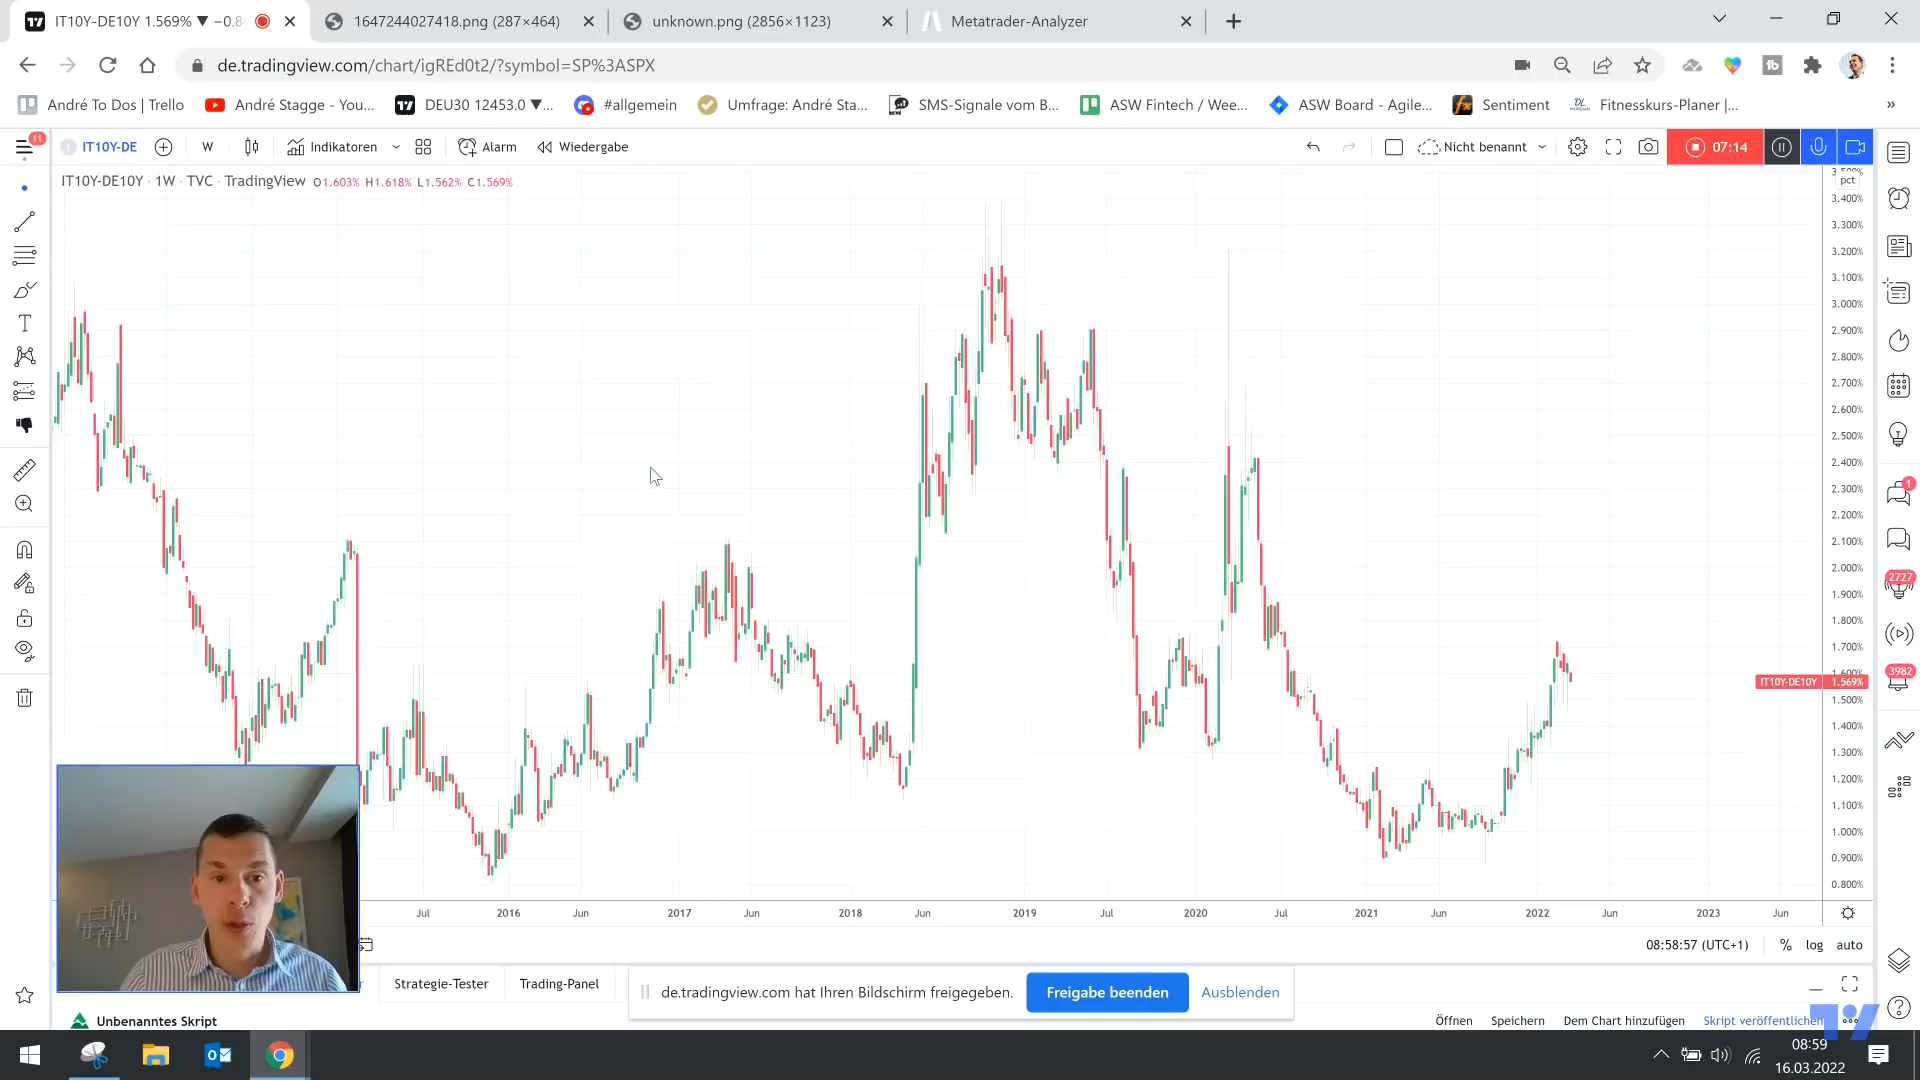 IT10Y-DE10Y 1.569% ▼ −0.8
1647244027418.png (287×464)
unknown.png (2856×1123)
Metatrader-Analyzer
de.tradingview.com/chart/igREd0t2/?symbol=SP%3ASPX
André To Dos | Trello
André Stagge - You...
DEU30 12453.0 ▼...
#allgemein
Umfrage: André Sta...
SMS-Signale vom B...
ASW Fintech / Wee...
ASW Board - Agile...
Sentiment
Fitnesskurs-Planer |...
»
11
IT10Y-DE
W
Indikatoren
Alarm
Wiedergabe
Nicht benannt
07:14
IT10Y-DE10Y · 1W · TVC · TradingView O1.603% H1.618% L1.562% C1.569%
3.500%
pct
3.400%
3.300%
3.200%
3.100%
3.000%
2.900%
2.800%
2.700%
2.600%
2.500%
2.400%
2.300%
2.200%
2.100%
2.000%
1.900%
1.800%
1.700%
1.600%
IT10Y-DE10Y 1.569%
1.500%
1.400%
1.300%
1.200%
1.100%
1.000%
0.900%
0.800%
1
2727
3982
Jul 2016 Jun 2017 Jun 2018 Jun 2019 Jul 2020 Jul 2021 Jun 2022 Jun 2023 Jun
08:58:57 (UTC+1) % log auto
Strategie-Tester
Trading-Panel
de.tradingview.com hat Ihren Bildschirm freigegeben.
Freigabe beenden
Ausblenden
Unbenanntes Skript
Öffnen
Speichern
Dem Chart hinzufügen
Skript veröffentlichen
08:59
16.03.2022